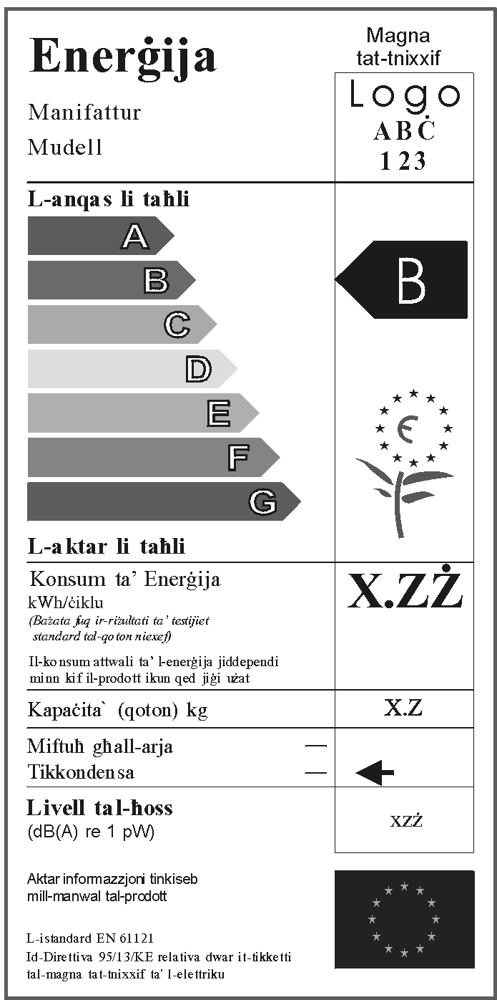 Enerġija
Magna
tat-tnixxif
Manifattur
Mudell
Logo
ABĊ
123
L-anqas li taħli
A
B
C
D
E
F
G
B
L-aktar li taħli
Konsum ta’ Enerġija
kWh/ċiklu
(Bażata fuq ir-riżultati ta’ testijiet
standard tal-qoton niexef)
Il-konsum attwali ta’ l-enerġija jiddependi
minn kif il-prodott ikun qed jiġi użat
X.ZŻ
Kapaċita` (qoton) kg
X.Z
Miftuħ għall-arja —
Tikkondensa —
Livell tal-ħoss
(dB(A) re 1 pW)
xzż
Aktar informazzjoni tinkiseb
mill-manwal tal-prodott
L-istandard EN 61121
Id-Direttiva 95/13/KE relativa dwar it-tikketti
tal-magna tat-tnixxif ta’ l-elettriku